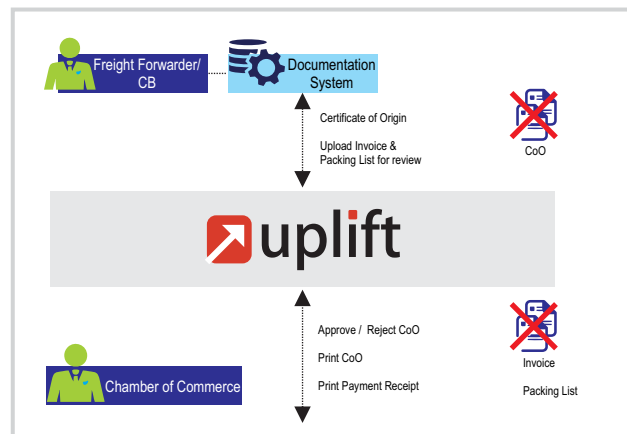 Freight Forwarder/
CB
Documentation
System
Certificate of Origin
Upload Invoice &
Packing List for review
CoO
uplift
Approve / Reject CoO
Print CoO
Print Payment Receipt
Invoice
Packing List
Chamber of Commerce